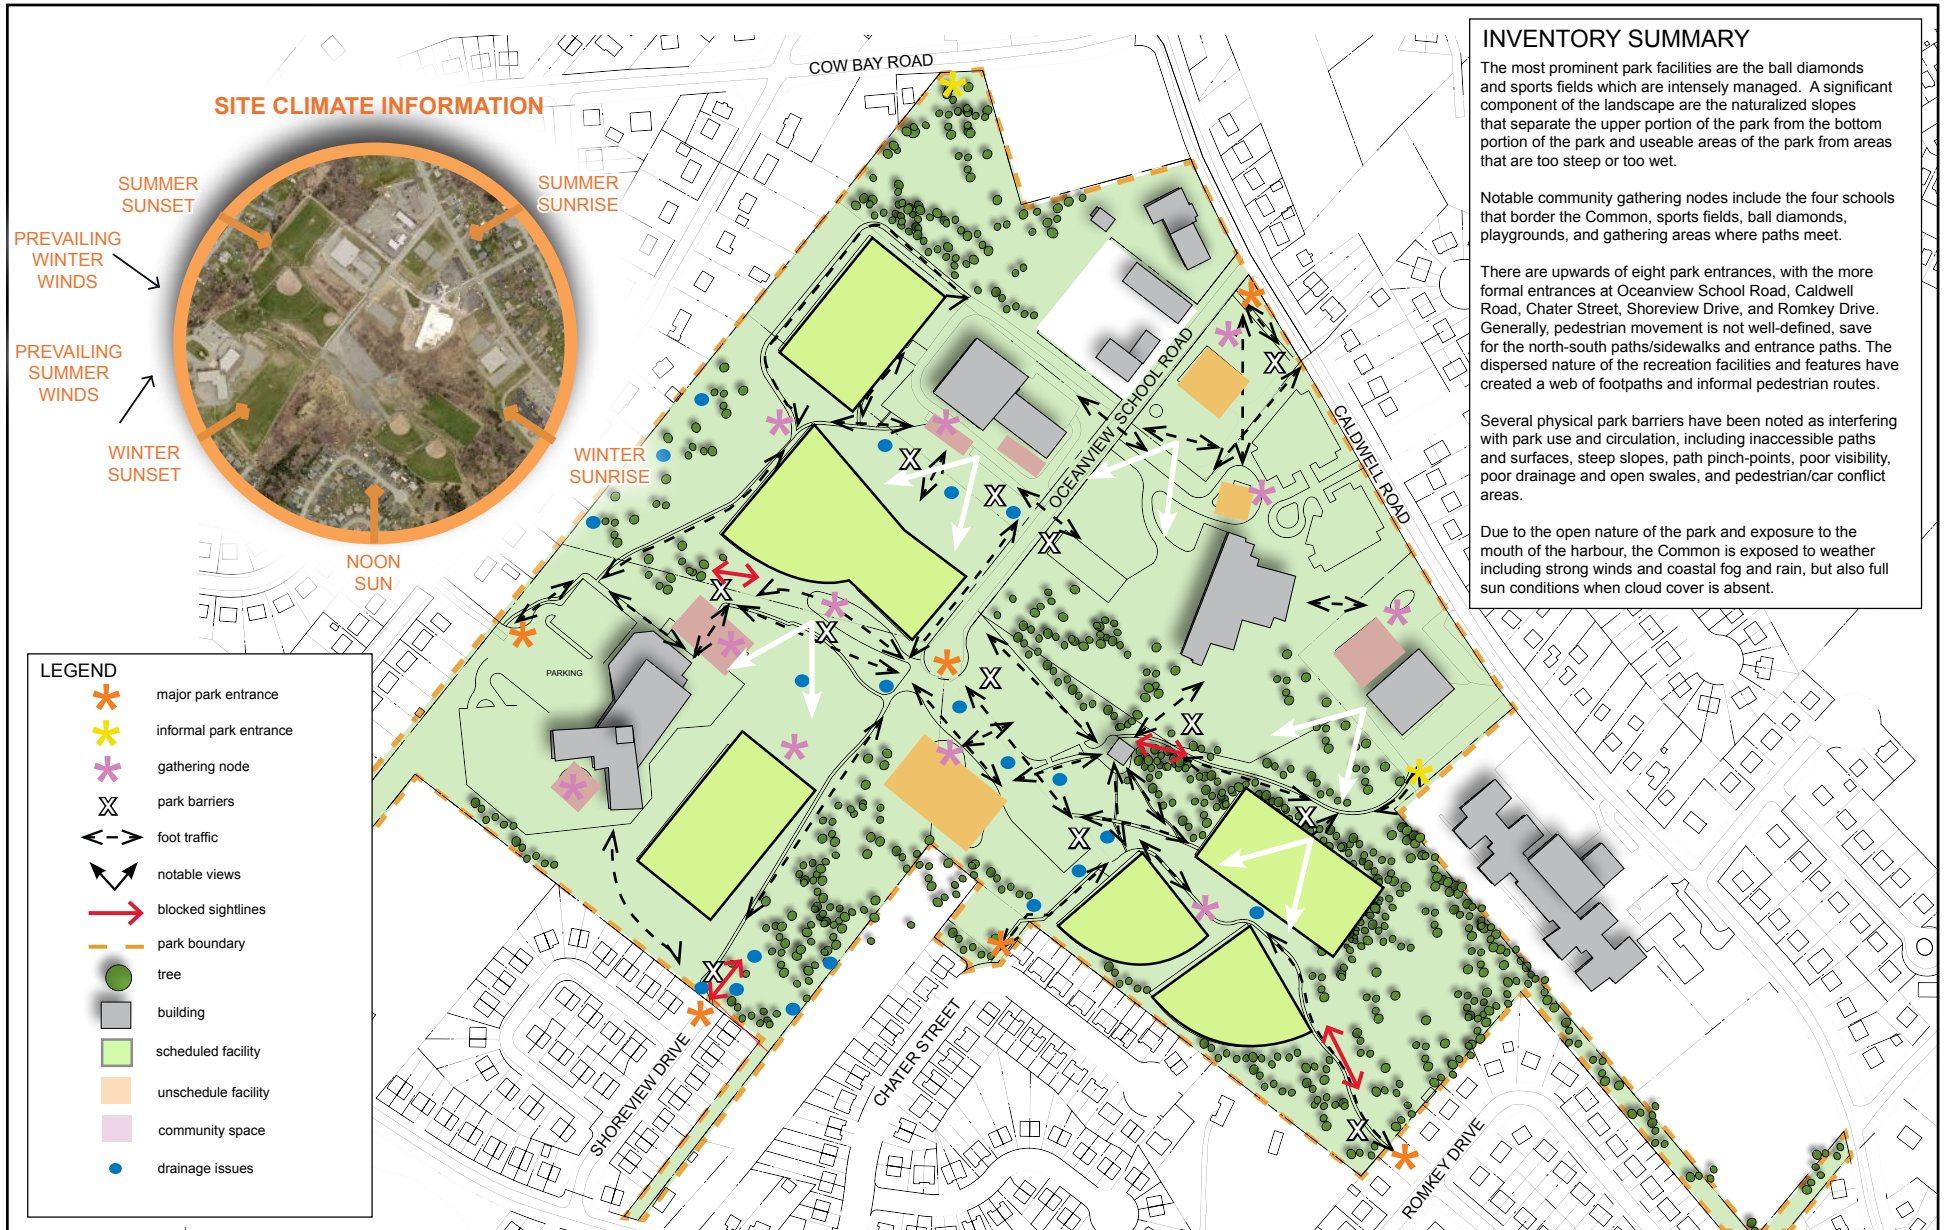 COW BAY ROAD
SITE CLIMATE INFORMATION
SUMMER
SUNSET
SUMMER
SUNRISE
PREVAILING
WINTER
WINDS
PREVAILING
SUMMER
WINDS
WINTER
SUNSET
WINTER
SUNRISE
NOON
SUN
INVENTORY SUMMARY
The most prominent park facilities are the ball diamonds
and sports fields which are intensely managed.  A significant
component of the landscape are the naturalized slopes
that separate the upper portion of the park from the bottom
portion of the park and useable areas of the park from areas
that are too steep or too wet.
Notable community gathering nodes include the four schools
that border the Common, sports fields, ball diamonds,
playgrounds, and gathering areas where paths meet.
There are upwards of eight park entrances, with the more
formal entrances at Oceanview School Road, Caldwell
Road, Chater Street, Shoreview Drive, and Romkey Drive.
Generally, pedestrian movement is not well-defined, save
for the north-south paths/sidewalks and entrance paths. The
dispersed nature of the recreation facilities and features have
created a web of footpaths and informal pedestrian routes.
Several physical park barriers have been noted as interfering
with park use and circulation, including inaccessible paths
and surfaces, steep slopes, path pinch-points, poor visibility,
poor drainage and open swales, and pedestrian/car conflict
areas.
Due to the open nature of the park and exposure to the
mouth of the harbour, the Common is exposed to weather
including strong winds and coastal fog and rain, but also full
sun conditions when cloud cover is absent.
OCEANVIEW SCHOOL ROAD
CALDWELL ROAD
PARKING
SHOREVIEW DRIVE
CHATER STREET
ROMKEY DRIVE
LEGEND
major park entrance
informal park entrance
gathering node
X park barriers
foot traffic
notable views
blocked sightlines
park boundary
tree
building
scheduled facility
unschedule facility
community space
drainage issues
X
X
X
X
X
X
X
X
X
X
X
X
X